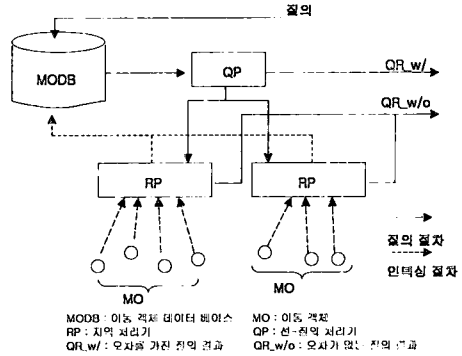 질의
MODB
QP
QR_w/
QR_w/o
RP
RP
질의 절차
인덱싱 절차
MO
MO
MODB : 이동 객체 데이터 베이스
MO : 이동 객체
RP : 지역 처리기
QP : 선-질의 처리기
QR_w/ : 오차를 가진 질의 결과
QR_w/o : 오차가 없는 질의 결과